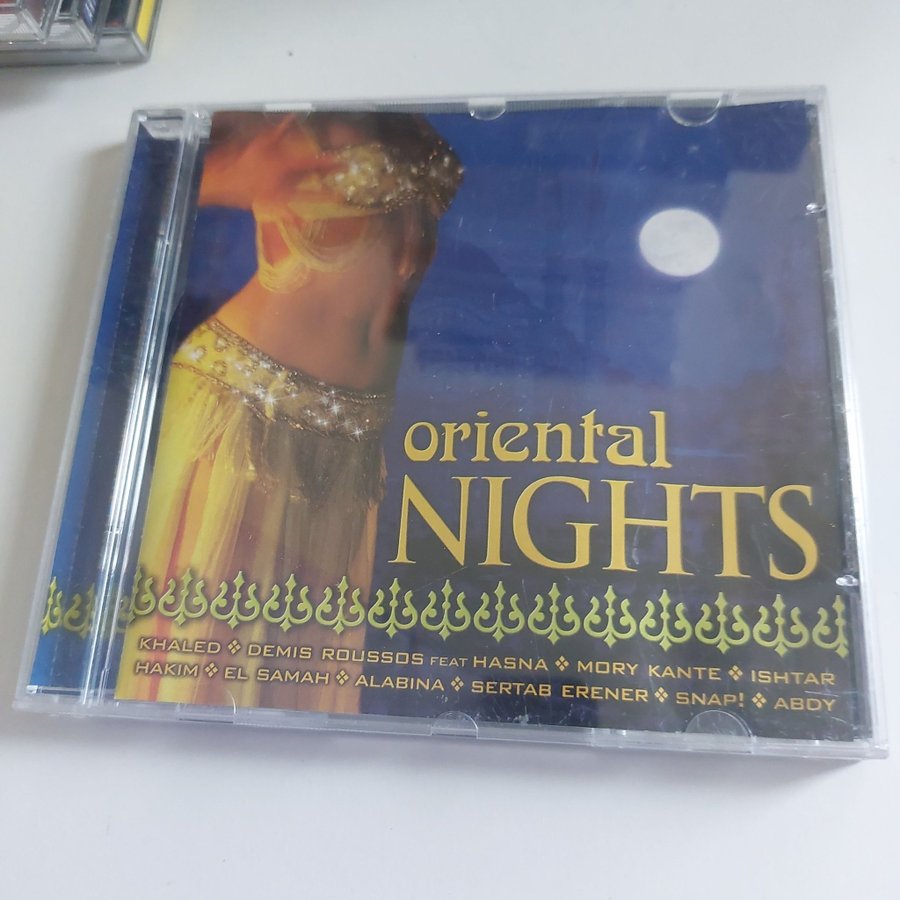 oriental
NIGHTS
KHALED ❖ DEMIS ROUSSOS FEAT HASNA ❖ MORY KANTE ❖ ISHTAR
HAKIM ❖ EL SAMAH ❖ ALABINA ❖ SERTAB ERENER ❖ SNAP! ❖ ABDY